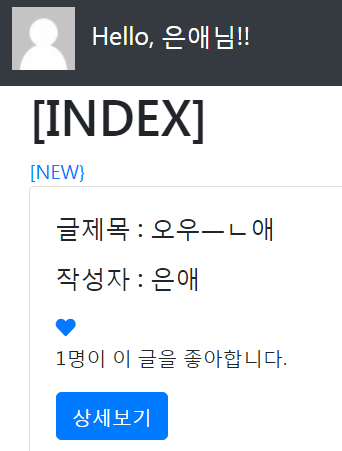 Hello, 은애님!!
[INDEX]
[NEW}
글제목 : 오우ㅡㄴ애
작성자 : 은애
1명이 이 글을 좋아합니다.
상세보기